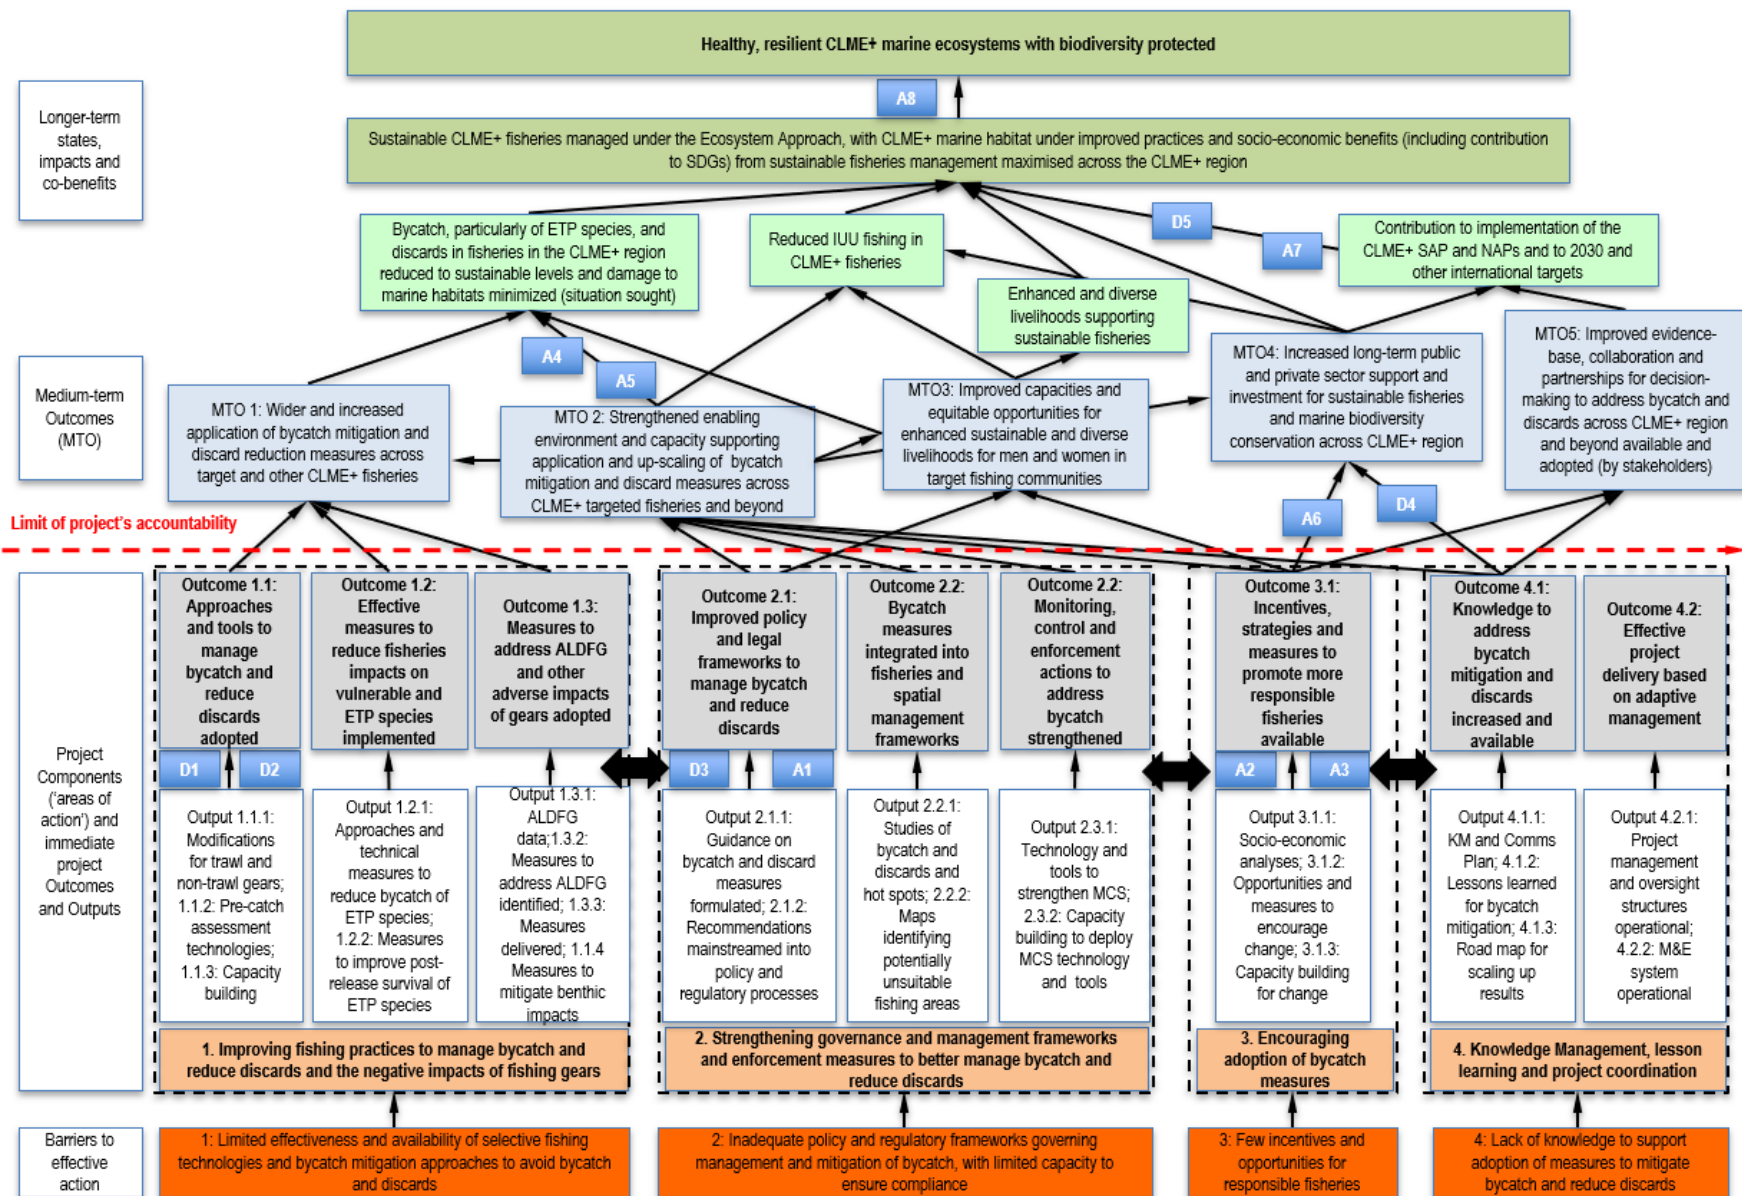 Healthy, resilient CLME+ marine ecosystems with biodiversity protected
A8
Longer-term
states,
impacts and
co-benefits
Sustainable CLME+ fisheries managed under the Ecosystem Approach, with CLME+ marine habitat under improved practices and socio-economic benefits (including contribution
to SDGs) from sustainable fisheries management maximised across the CLME+ region
Bycatch, particularly of ETP species, and
discards in fisheries in the CLME+ region
reduced to sustainable levels and damage to
marine habitats minimized (situation sought)
Reduced IUU fishing in
CLME+ fisheries
D5
A7
Contribution to implementation of the
CLME+ SAP and NAPs and to 2030 and
other international targets
Enhanced and diverse
livelihoods supporting
sustainable fisheries
A4
A5
Medium-term
Outcomes
(MTO)
MTO 1: Wider and increased
application of bycatch mitigation and
discard reduction measures across
target and other CLME+ fisheries
MTO 2: Strengthened enabling
environment and capacity supporting
application and up-scaling of bycatch
mitigation and discard measures across
CLME+ targeted fisheries and beyond
MTO3: Improved capacities and
equitable opportunities for
enhanced sustainable and diverse
livelihoods for men and women in
target fishing communities
MTO4: Increased long-term public
and private sector support and
investment for sustainable fisheries
and marine biodiversity
conservation across CLME+ region
MTO5: Improved evidence-
base, collaboration and
partnerships for decision-
making to address bycatch and
discards across CLME+ region
and beyond available and
adopted (by stakeholders)
A6
D4
Limit of project's accountability
Project
Components
('areas of
action') and
immediate
project
Outcomes
and Outputs
Outcome 1.1:
Approaches
and tools to
manage
bycatch and
reduce
discards
adopted
Outcome 1.2:
Effective
measures to
reduce fisheries
impacts on
vulnerable and
ETP species
implemented
Outcome 1.3:
Measures to
address ALDFG
and other
adverse impacts
of gears adopted
Outcome 2.1:
Improved policy
and legal
frameworks to
manage bycatch
and reduce
discards
Outcome 2.2:
Bycatch
measures
integrated into
fisheries and
spatial
management
frameworks
Outcome 2.2:
Monitoring,
control and
enforcement
actions to
address
bycatch
strengthened
Outcome 3.1:
Incentives,
strategies and
measures to
promote more
responsible
fisheries
available
Outcome 4.1:
Knowledge to
address
bycatch
mitigation and
discards
increased and
available
Outcome 4.2:
Effective
project
delivery based
on adaptive
management
D1
D2
D3
A1
A2
A3
Output 1.1.1:
Modifications
for trawl and
non-trawl gears;
1.1.2: Pre-catch
assessment
technologies;
1.1.3: Capacity
building
Output 1.2.1:
Approaches and
technical
measures to
reduce bycatch of
ETP species;
1.2.2: Measures
to improve post-
release survival of
ETP species
Output 1.3.1:
ALDFG
data;1.3.2:
Measures to
address ALDFG
identified; 1.3.3:
Measures
delivered; 1.1.4
Measures to
mitigate benthic
impacts
Output 2.1.1:
Guidance on
bycatch and discard
measures
formulated; 2.1.2:
Recommendations
mainstreamed into
policy and
regulatory processes
Output 2.2.1:
Studies of
bycatch and
discards and
hot spots; 2.2.2:
Maps
identifying
potentially
unsuitable
fishing areas
Output 2.3.1:
Technology and
tools to
strengthen MCS;
2.3.2: Capacity
building to deploy
MCS technology
and tools
Output 3.1.1:
Socio-economic
analyses; 3.1.2:
Opportunities and
measures to
encourage
change; 3.1.3:
Capacity building
for change
Output 4.1.1:
KM and Comms
Plan; 4.1.2:
Lessons learned
for bycatch
mitigation; 4.1.3:
Road map for
scaling up
results
Output 4.2.1:
Project
management
and oversight
structures
operational;
4.2.2: M&E
system
operational
1. Improving fishing practices to manage bycatch and
reduce discards and the negative impacts of fishing gears
2. Strengthening governance and management frameworks
and enforcement measures to better manage bycatch and
reduce discards
3. Encouraging
adoption of bycatch
measures
4. Knowledge Management, lesson
learning and project coordination
Barriers to
effective
action
1: Limited effectiveness and availability of selective fishing
technologies and bycatch mitigation approaches to avoid bycatch
and discards
2: Inadequate policy and regulatory frameworks governing
management and mitigation of bycatch, with limited capacity to
ensure compliance
3: Few incentives and
opportunities for
responsible fisheries
4: Lack of knowledge to support
adoption of measures to mitigate
bycatch and reduce discards